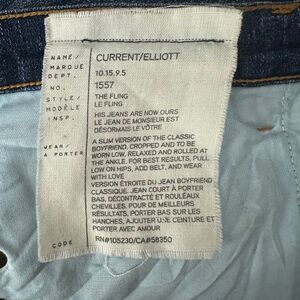 NAME / MARQUE CURRENT/ELLIOTT
DEPT. 10.15.9.5
NO. 1557
STYLE / MODÈLE THE FLING
LE FLING
INSP. HIS JEANS ARE NOW OURS
LE JEAN DE MONSIEUR EST
DÉSORMAIS LE VÔTRE
WEAR / A PORTER A SLIM VERSION OF THE CLASSIC
BOYFRIEND, CROPPED AND TO BE
WORN LOW, RELAXED AND ROLLED AT
THE ANKLE. FOR BEST RESULTS, PULL
LOW ON HIPS, ADD BELT, AND WEAR
WITH LOVE
VERSION ÉTROITE DU JEAN BOYFRIEND
CLASSIQUE. JEAN COURT À PORTER
BAS, DÉCONTRACTÉ ET ROULÉAUX
CHEVILLES. POUR DE MEILLEURS
RÉSULTATS, PORTER BAS SUR LES
HANCHES, AJOUTER UNE CEINTURE ET
PORTER AVEC AMOUR
CODE RN#105230/CA#58350